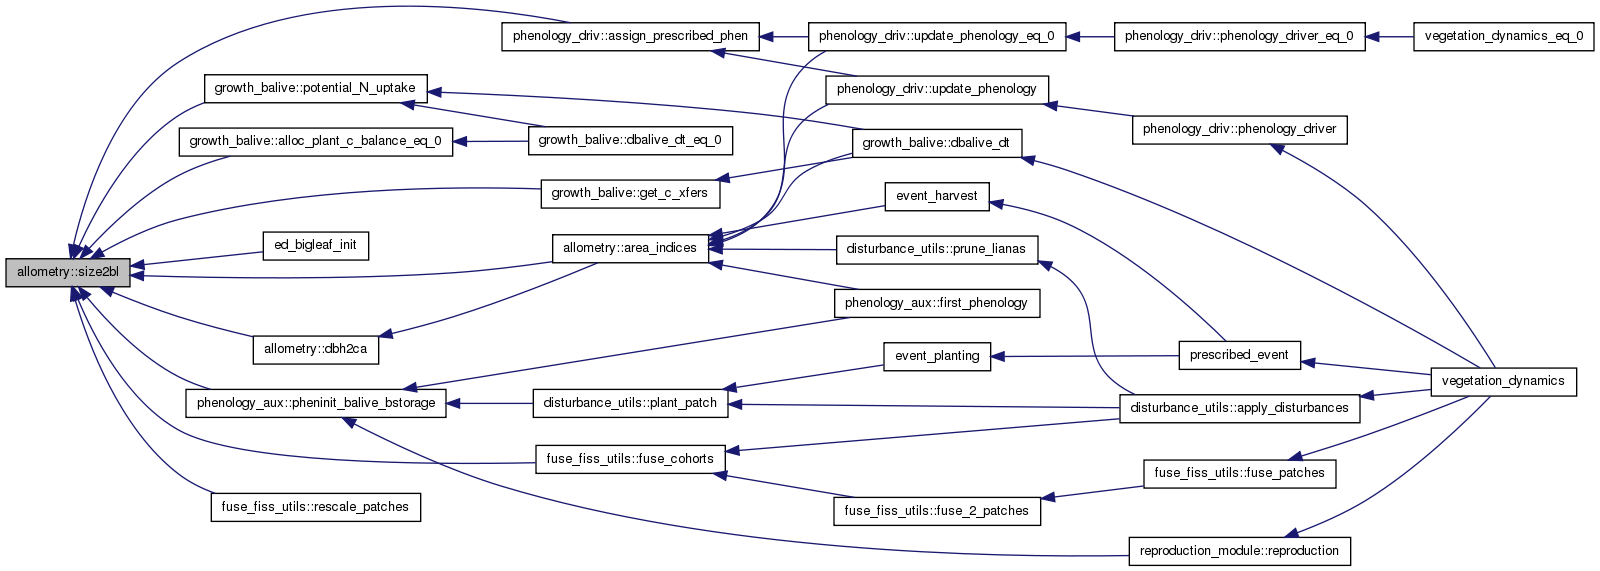 phenology_driv::assign_prescribed_phen
phenology_driv::update_phenology_eq_0
phenology_driv::phenology_driver_eq_0
vegetation_dynamics_eq_0
growth_balive::potential_N_uptake
phenology_driv::update_phenology
growth_balive::alloc_plant_c_balance_eq_0
growth_balive::dbalive_dt_eq_0
growth_balive::dbalive_dt
phenology_driv::phenology_driver
growth_balive::get_c_xfers
event_harvest
ed_bigleaf_init
allometry::area_indices
disturbance_utils::prune_lianas
allometry::size2bl
phenology_aux::first_phenology
allometry::dbh2ca
event_planting
prescribed_event
vegetation_dynamics
phenology_aux::pheninit_balive_bstorage
disturbance_utils::plant_patch
disturbance_utils::apply_disturbances
fuse_fiss_utils::fuse_cohorts
fuse_fiss_utils::fuse_patches
fuse_fiss_utils::rescale_patches
fuse_fiss_utils::fuse_2_patches
reproduction_module::reproduction